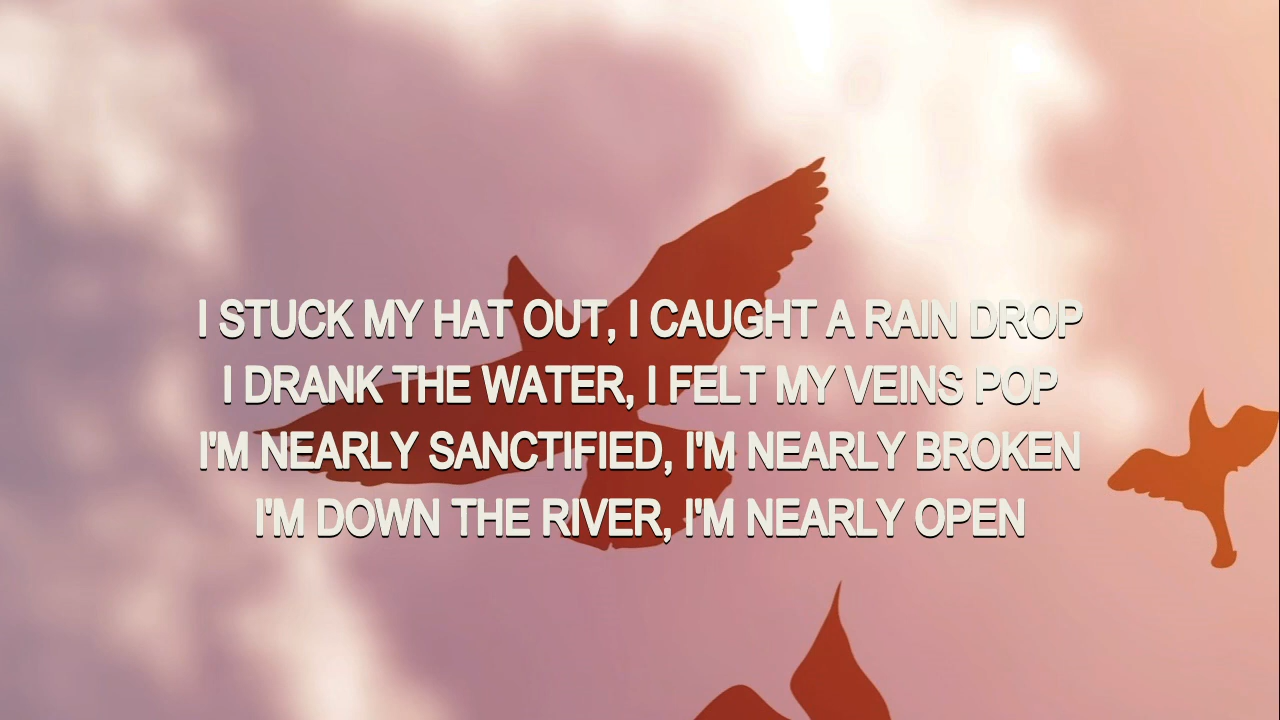 I STUCK MY HAT OUT, I CAUGHT A RAIN DROP
I DRANK THE WATER, I FELT MY VEINS POP
I'M NEARLY SANCTIFIED, I'M NEARLY BROKEN
I'M DOWN THE RIVER, I'M NEARLY OPEN